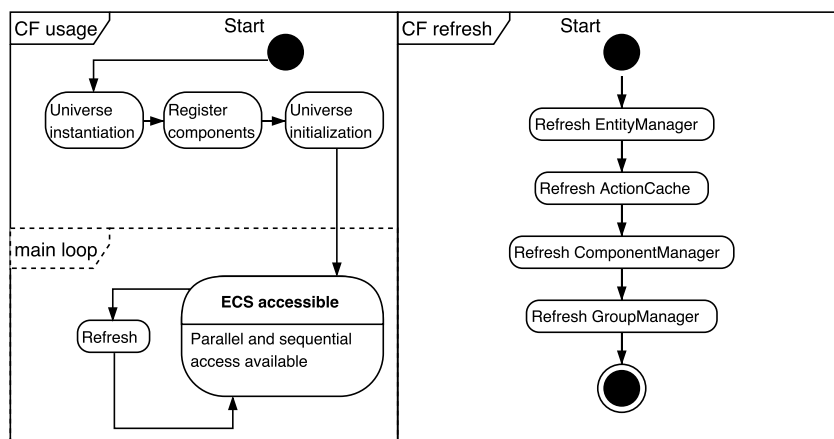 CF usage
Start
Universe
instantiation
Register
components
Universe
initialization
main loop
ECS accessible
Parallel and sequential
access available
Refresh
CF refresh
Start
Refresh EntityManager
Refresh ActionCache
Refresh ComponentManager
Refresh GroupManager